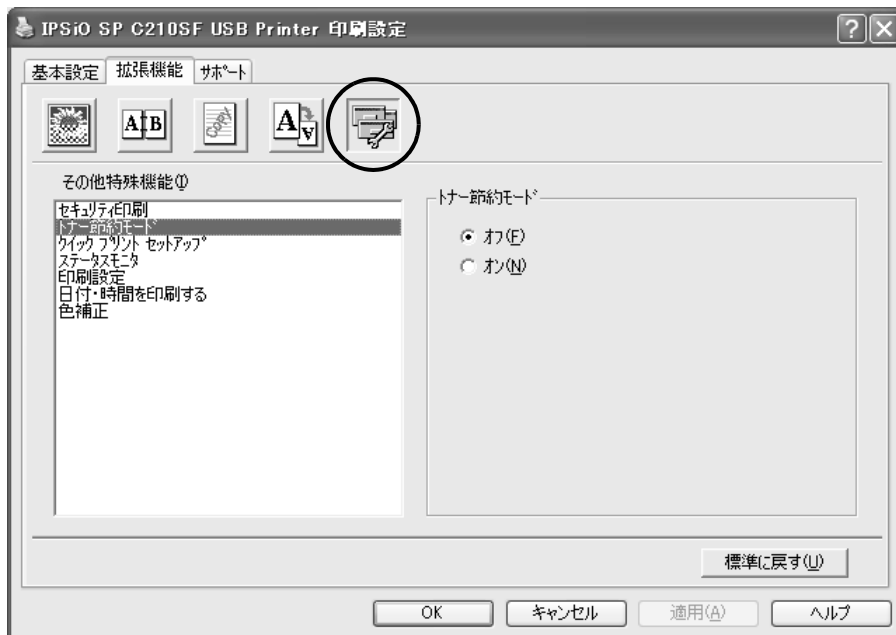 IPSiO SP C210SF USB Printer 印刷設定
基本設定 拡張機能 サポート
A B
Copy
A A
その他特殊機能(I)
セキュリティ印刷
トナー節約モード
クイック プリント セットアップ
ステータスモニタ
印刷設定
日付・時間を印刷する
色補正
トナー節約モード
オフ(F)
オン(N)
標準に戻す(U)
OK キャンセル 適用(A) ヘルプ